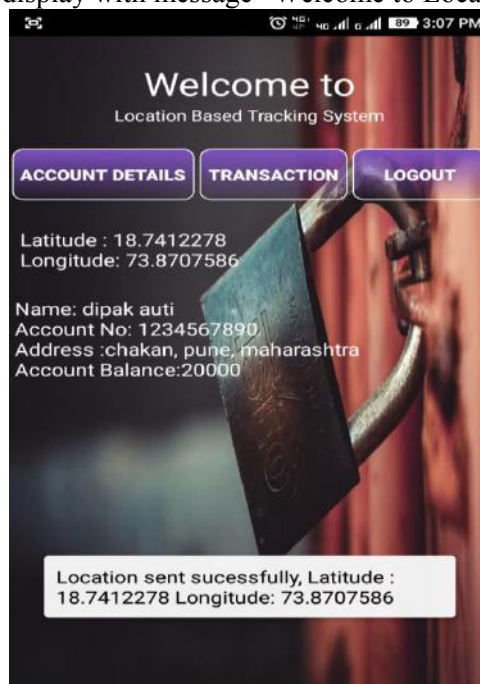 display with message "Welcome to Loca
89 3:07 PM
Welcome to
Location Based Tracking System
ACCOUNT DETAILS TRANSACTION LOGOUT
Latitude : 18.7412278
Longitude: 73.8707586
Name: dipak auti
Account No: 1234567890
Address :chakan, pune, maharashtra
Account Balance:20000
Location sent sucessfully, Latitude :
18.7412278 Longitude: 73.8707586